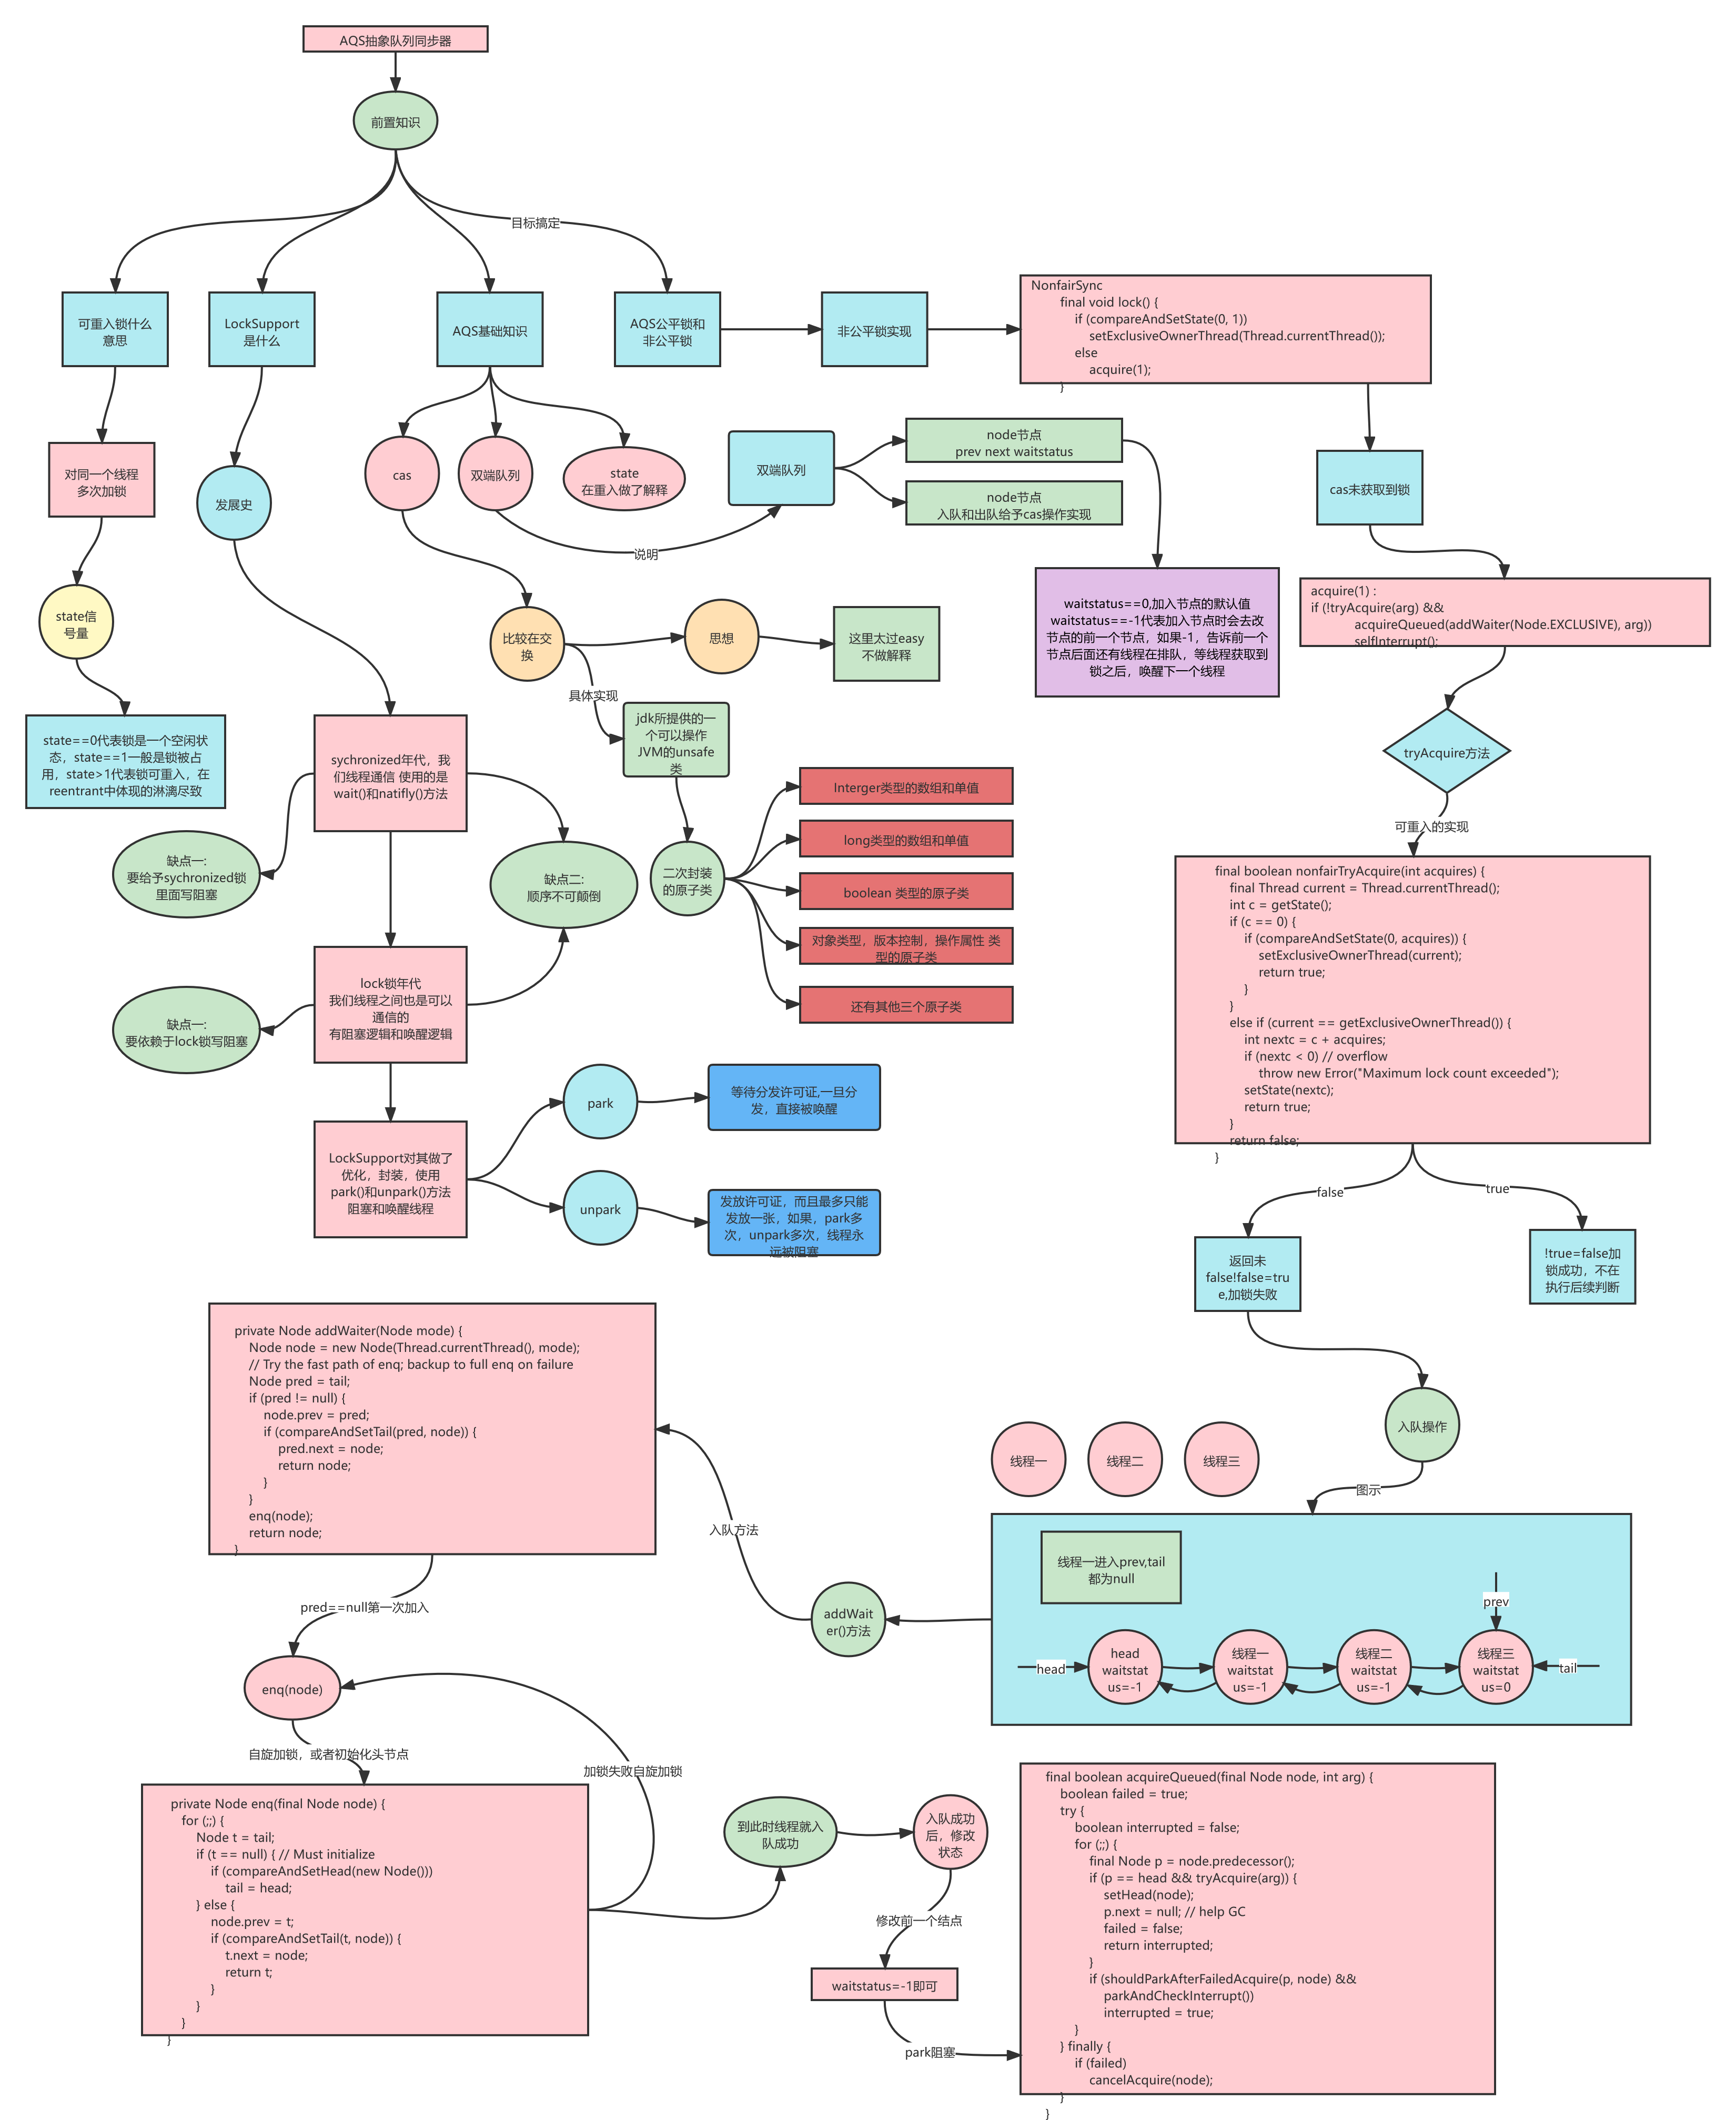 AQS抽象队列同步器
前置知识
目标搞定
可重入锁什么
意思
LockSupport
是什么
AQS基础知识
AQS公平锁和
非公平锁
非公平锁实现
NonfairSync
final void lock() {
if (compareAndSetState(0, 1))
setExclusiveOwnerThread(Thread.currentThread());
else
acquire(1);
}
对同一个线程
多次加锁
发展史
cas
双端队列
state
在重入做了解释
双端队列
node节点
prev next waitstatus
node节点
入队和出队给予cas操作实现
说明
cas未获取到锁
state信
号量
比较在交
换
思想
这里太过easy
不做解释
waitstatus==0,加入节点的默认值
waitstatus==-1代表加入节点时会去改
节点的前一个节点，如果-1，告诉前一个
节点后面还有线程在排队，等线程获取到
锁之后，唤醒下一个线程
acquire(1) :
if (!tryAcquire(arg) &&
acquireQueued(addWaiter(Node.EXCLUSIVE), arg))
selfInterrupt();
具体实现
state==0代表锁是一个空闲状
态，state==1一般是锁被占
用，state>1代表锁可重入，在
reentrant中体现的淋漓尽致
sychronized年代，我
们线程通信 使用的是
wait()和natifly()方法
jdk所提供的一
个可以操作
JVM的unsafe
类
tryAcquire方法
可重入的实现
缺点一:
要给予sychronized锁
里面写阻塞
缺点二:
顺序不可颠倒
二次封装
的原子类
Interger类型的数组和单值
long类型的数组和单值
boolean 类型的原子类
对象类型，版本控制，操作属性 类
型的原子类
还有其他三个原子类
final boolean nonfairTryAcquire(int acquires) {
final Thread current = Thread.currentThread();
int c = getState();
if (c == 0) {
if (compareAndSetState(0, acquires)) {
setExclusiveOwnerThread(current);
return true;
}
}
else if (current == getExclusiveOwnerThread()) {
int nextc = c + acquires;
if (nextc < 0) // overflow
throw new Error("Maximum lock count exceeded");
setState(nextc);
return true;
}
return false;
}
lock锁年代
我们线程之间也是可以
通信的
有阻塞逻辑和唤醒逻辑
缺点一:
要依赖于lock锁写阻塞
LockSupport对其做了
优化，封装，使用
park()和unpark()方法
阻塞和唤醒线程
park
等待分发许可证,一旦分
发，直接被唤醒
unpark
发放许可证，而且最多只能
发放一张，如果，park多
次，unpark多次，线程永
远被阻塞
false
true
返回未
false!false=tru
e,加锁失败
!true=false加
锁成功，不在
执行后续判断
入队操作
图示
线程一
线程二
线程三
线程一进入prev,tail
都为null
prev
head
head
waitstat
us=-1
线程一
waitstat
us=-1
线程二
waitstat
us=-1
线程三
waitstat
us=0
tail
addWait
er()方法
入队方法
private Node addWaiter(Node mode) {
Node node = new Node(Thread.currentThread(), mode);
// Try the fast path of enq; backup to full enq on failure
Node pred = tail;
if (pred != null) {
node.prev = pred;
if (compareAndSetTail(pred, node)) {
pred.next = node;
return node;
}
}
enq(node);
return node;
}
pred==null第一次加入
enq(node)
自旋加锁，或者初始化头节点
加锁失败自旋加锁
private Node enq(final Node node) {
for (;;) {
Node t = tail;
if (t == null) { // Must initialize
if (compareAndSetHead(new Node()))
tail = head;
} else {
node.prev = t;
if (compareAndSetTail(t, node)) {
t.next = node;
return t;
}
}
}
}
到此时线程就入
队成功
入队成功
后，修改
状态
修改前一个结点
waitstatus=-1即可
park阻塞
final boolean acquireQueued(final Node node, int arg) {
boolean failed = true;
try {
boolean interrupted = false;
for (;;) {
final Node p = node.predecessor();
if (p == head && tryAcquire(arg)) {
setHead(node);
p.next = null; // help GC
failed = false;
return interrupted;
}
if (shouldParkAfterFailedAcquire(p, node) &&
parkAndCheckInterrupt())
interrupted = true;
}
} finally {
if (failed)
cancelAcquire(node);
}
}